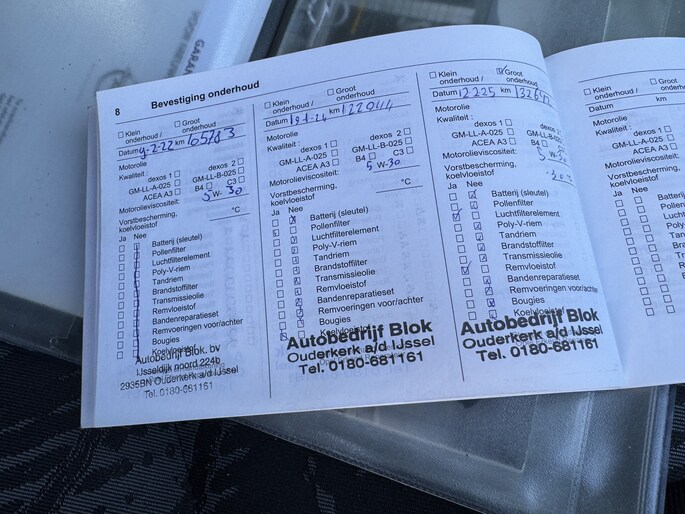 GARAN
8 Bevestiging onderhoud
Klein onderhoud / Groot onderhoud
Datum 9-2-22 km
Motorolie
Kwaliteit :
dexos 1 dexos 2
GM-LL-A-025 GM-LL-B-025
ACEA A3 B4 C3
Motorolieviscositeit: 5 W- 30
Vorstbescherming, koelvloeistof °C
Ja Nee
Batterij (sleutel)
Pollenfilter
Luchtfilterelement
Poly-V-riem
Tandriem
Brandstoffilter
Transmissieolie
Remvloeistof
Bandenreparatieset
Remvoeringen voor/achter
Bougies
Koelvloeistof
Autobedrijf Blok. bv
IJsseldijk noord 224b
2935BN Ouderkerk a/d IJssel
Tel. 0180-681161
Klein onderhoud / Groot onderhoud
Datum 19-1-24 km 122044
Motorolie
Kwaliteit :
dexos 1 dexos 2
GM-LL-A-025 GM-LL-B-025
ACEA A3 B4 C3
Motorolieviscositeit: 5 W-30
Vorstbescherming, koelvloeistof °C
Ja Nee
Batterij (sleutel)
Pollenfilter
Luchtfilterelement
Poly-V-riem
Tandriem
Brandstoffilter
Transmissieolie
Remvloeistof
Bandenreparatieset
Remvoeringen voor/achter
Bougies
Koelvloeistof
Autobedrijf Blok
Ouderkerk a/d IJssel
Tel. 0180-681161
Klein onderhoud / Groot onderhoud
Datum 12-2-25 km
Motorolie
Kwaliteit :
dexos 1 dexos 2
GM-LL-A-025 GM-LL-B-025
ACEA A3 B4 C3
Motorolieviscositeit: 5 W-30
Vorstbescherming, koelvloeistof
Ja Nee
Batterij (sleutel)
Pollenfilter
Luchtfilterelement
Poly-V-riem
Tandriem
Brandstoffilter
Transmissieolie
Remvloeistof
Bandenreparatieset
Remvoeringen voor/achter
Bougies
Koelvloeistof
Autobedrijf Blok
Ouderkerk a/d IJssel
Tel. 0180-681161
Klein onderhoud / Groot
Datum km
Motorolie
Kwaliteit :
dexos 1
GM-LL-A-025
ACEA A3
Motorolieviscositeit:
Vorstbescherming, koelvloeistof
Ja Nee